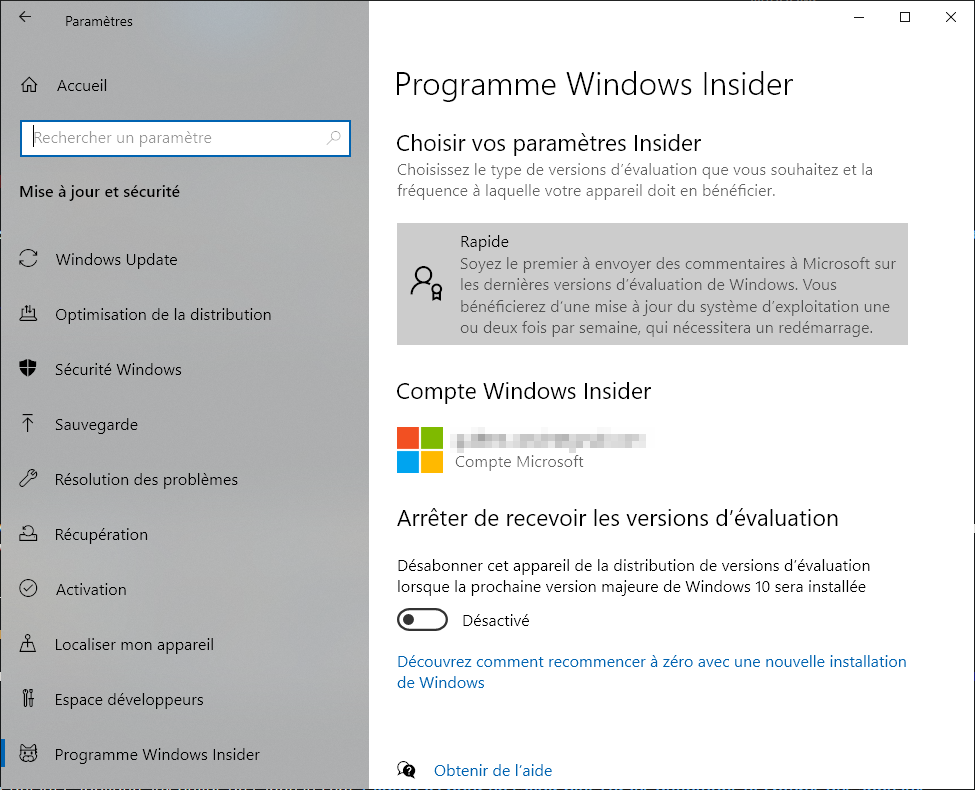 Paramètres
Accueil
Rechercher un paramètre
Mise à jour et sécurité
Windows Update
Optimisation de la distribution
Sécurité Windows
Sauvegarde
Résolution des problèmes
Récupération
Activation
Localiser mon appareil
Espace développeurs
Programme Windows Insider
Programme Windows Insider
Choisir vos paramètres Insider
Choisissez le type de versions d’évaluation que vous souhaitez et la
fréquence à laquelle votre appareil doit en bénéficier.
Rapide
Soyez le premier à envoyer des commentaires à Microsoft sur
les dernières versions d’évaluation de Windows. Vous
bénéficierez d’une mise à jour du système d’exploitation une
ou deux fois par semaine, qui nécessitera un redémarrage.
Compte Windows Insider
Compte Microsoft
Arrêter de recevoir les versions d’évaluation
Désabonner cet appareil de la distribution de versions d’évaluation
lorsque la prochaine version majeure de Windows 10 sera installée
Désactivé
Découvrez comment recommencer à zéro avec une nouvelle installation
de Windows
Obtenir de l’aide